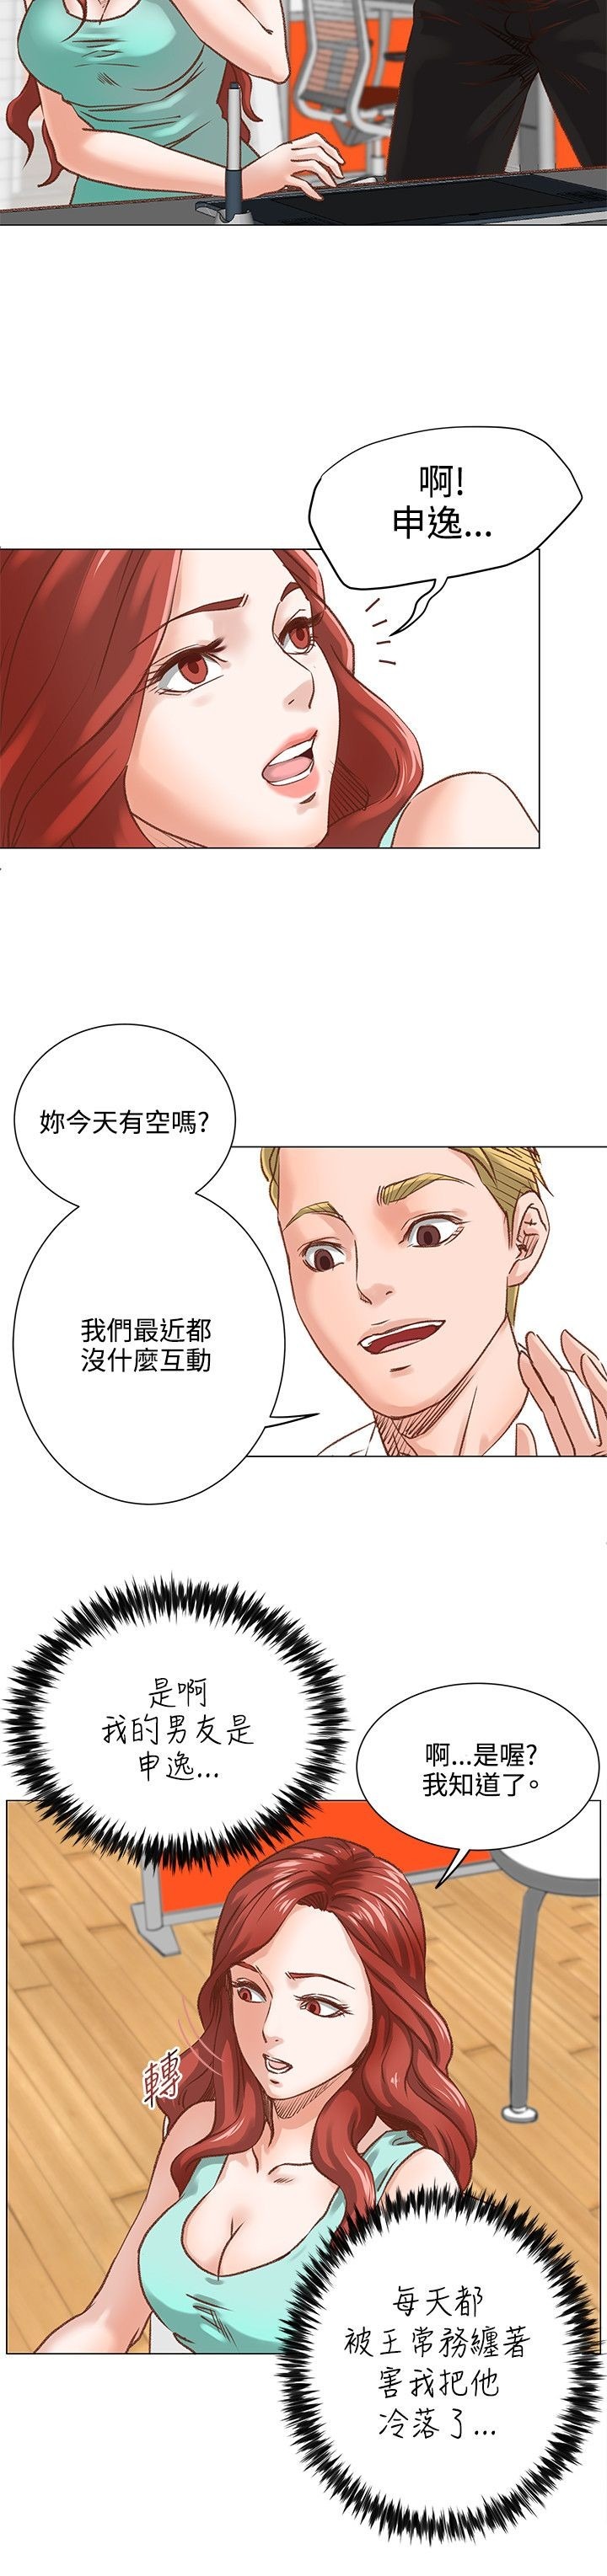 啊!
申逸...
妳今天有空嗎?
我們最近都
沒什麼互動
是啊
我的男友是
申逸...
啊...是喔?
我知道了。
轉
每天都
被王常務纏著
害我把他
冷落了...